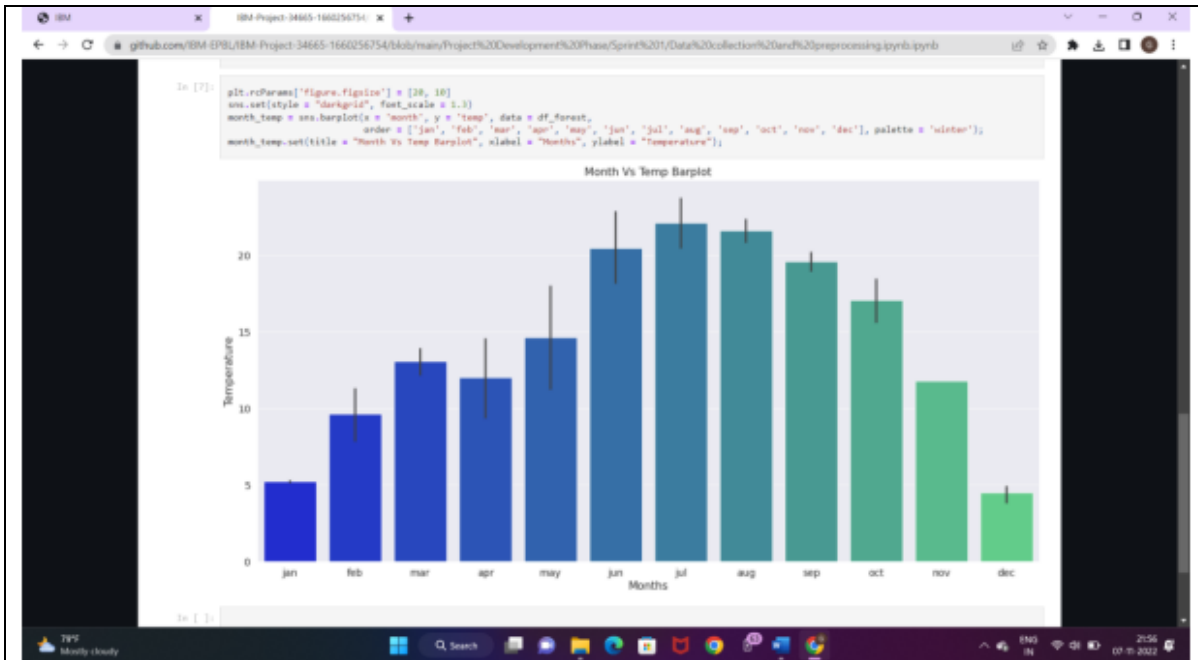 IBM
IBM-Project-34665-1660256754/
github.com/IBM-EPBL/IBM-Project-34665-1660256754/blob/main/Project%20Development%20Phase/Sprint%201/Data%20collection%20and%20preprocessing.ipynb.ipynb
In [7]:
plt.rcParams['figure.figsize'] = [20, 10]
sns.set(style = "darkgrid", font_scale = 1.3)
month_temp = sns.barplot(x = 'month', y = 'temp', data = df_forest,
order = ['jan', 'feb', 'mar', 'apr', 'may', 'jun', 'jul', 'aug', 'sep', 'oct', 'nov', 'dec'], palette = 'winter');
month_temp.set(title = "Month Vs Temp Barplot", xlabel = "Months", ylabel = "Temperature");
Month Vs Temp Barplot
Temperature
20
15
10
5
0
jan feb mar apr may jun jul aug sep oct nov dec
Months
In [ ]:
78°F
Mostly cloudy
Search
ENG
IN
21:56
07-11-2022